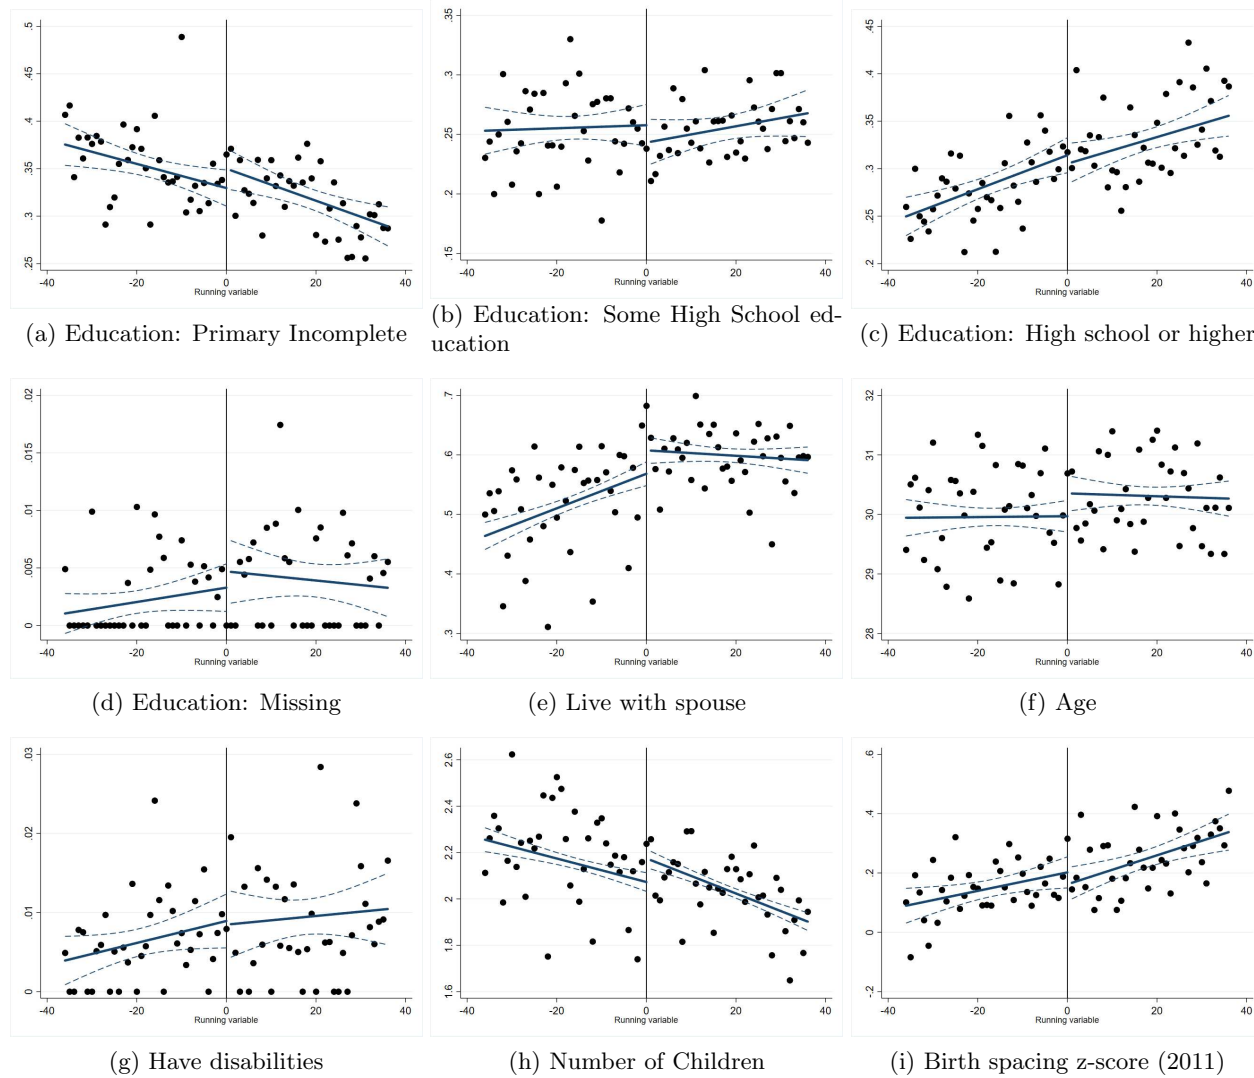 .5
.45
.4
.35
.3
.25
-40 -20 0 20 40
Running variable
(a) Education: Primary Incomplete
.35
.3
.25
.2
.15
-40 -20 0 20 40
Running variable
(b) Education: Some High School ed-
ucation
.45
.4
.35
.3
.25
.2
-40 -20 0 20 40
Running variable
(c) Education: High school or higher
.02
.015
.01
.005
0
-40 -20 0 20 40
Running variable
(d) Education: Missing
.7
.6
.5
.4
.3
-40 -20 0 20 40
Running variable
(e) Live with spouse
32
31
30
29
28
-40 -20 0 20 40
Running variable
(f) Age
.03
.02
.01
0
-40 -20 0 20 40
Running variable
(g) Have disabilities
2.6
2.4
2.2
2
1.8
1.6
-40 -20 0 20 40
Running variable
(h) Number of Children
.6
.4
.2
0
-.2
-40 -20 0 20 40
Running variable
(i) Birth spacing z-score (2011)